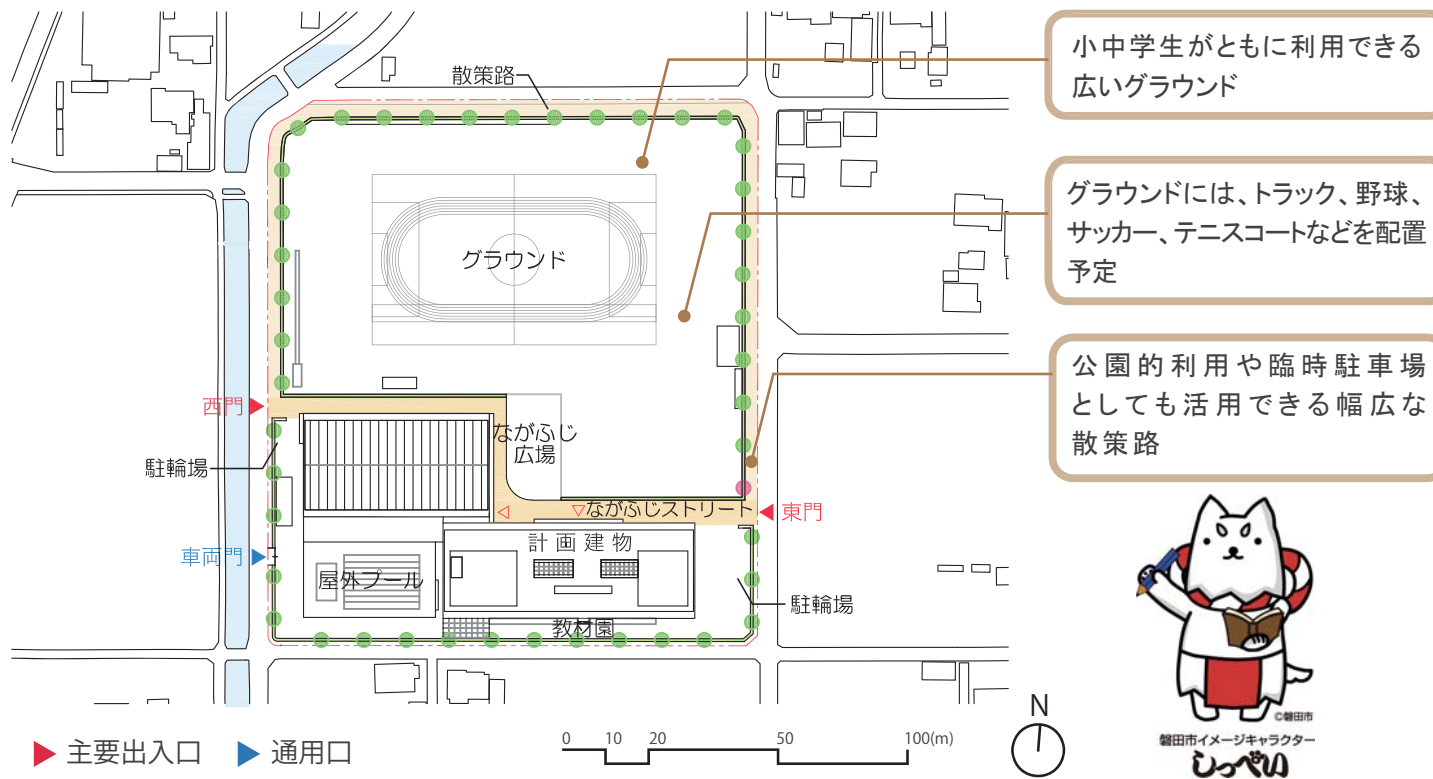 小中学生がともに利用できる
広いグラウンド
散策路
グラウンドには、トラック、野球、
サッカー、テニスコートなどを配置
予定
グラウンド
公園的利用や臨時駐車場
としても活用できる幅広な
散策路
西門
ながふじ
広場
駐輪場
ながふじストリート
東門
計画建物
車両門
屋外プール
駐輪場
教材園
主要出入口
通用口
0 10 20 50 100(m)
N
©磐田市
磐田市イメージキャラクター
しっぺい